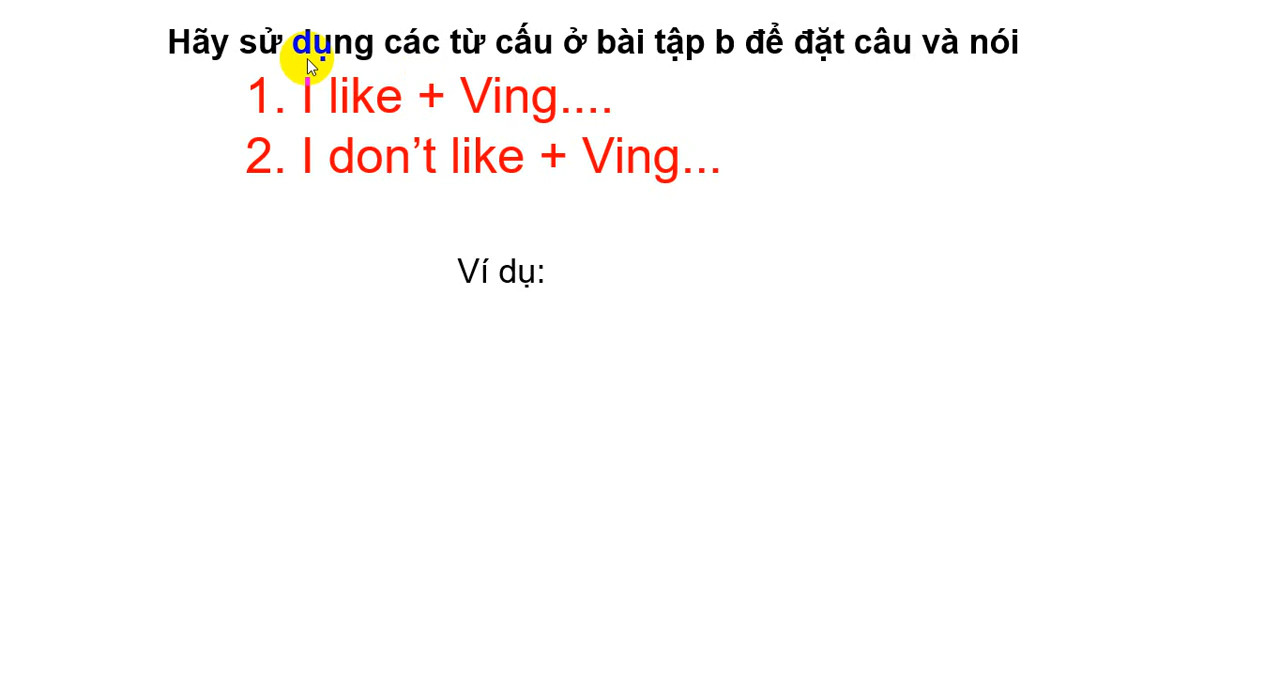 Hãy sử dụng các từ cấu ở bài tập b để đặt câu và nói
1. I like + Ving....
2. I don’t like + Ving...
Ví dụ: